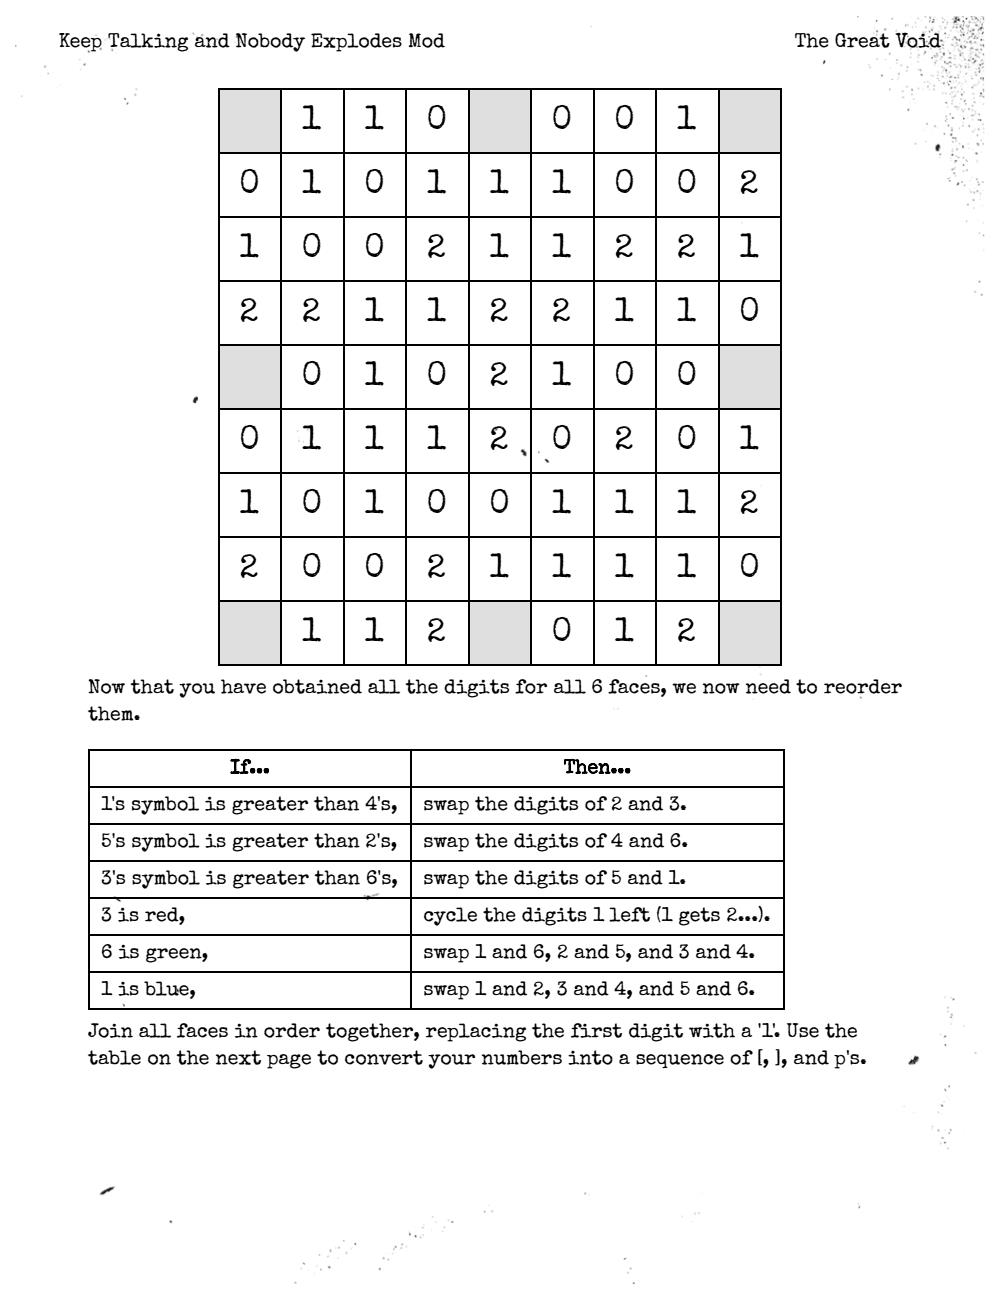 Keep Talking and Nobody Explodes Mod The Great Void
1 1 0 0 0 1
0 1 0 1 1 1 0 0 2
1 0 0 2 1 1 2 2 1
2 2 1 1 2 2 1 1 0
0 1 0 2 1 0 0
0 1 1 1 2 0 2 0 1
1 0 1 0 0 1 1 1 2
2 0 0 2 1 1 1 1 0
1 1 2 0 1 2
Now that you have obtained all the digits for all 6 faces, we now need to reorder
them.
If... Then...
1's symbol is greater than 4's, swap the digits of 2 and 3.
5's symbol is greater than 2's, swap the digits of 4 and 6.
3's symbol is greater than 6's, swap the digits of 5 and 1.
3 is red, cycle the digits 1 left (1 gets 2...).
6 is green, swap 1 and 6, 2 and 5, and 3 and 4.
1 is blue, swap 1 and 2, 3 and 4, and 5 and 6.
Join all faces in order together, replacing the first digit with a '1'. Use the
table on the next page to convert your numbers into a sequence of [, ], and p's.